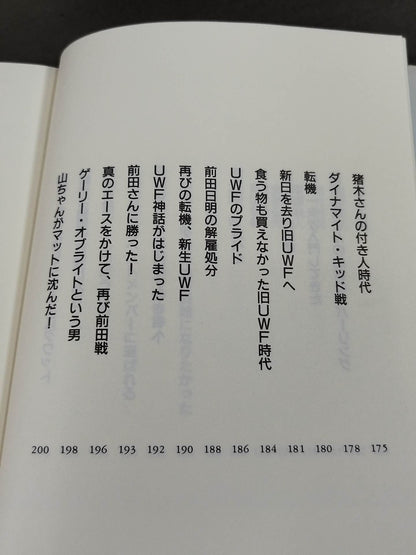 猪木さんの付き人時代 175
ダイナマイト・キッド戦 178
転機 180
新日を去り旧UWFへ 181
食う物も買えなかった旧UWF時代 184
UWFのプライド 186
前田日明の解雇処分 188
再びの転機、新生UWF 190
UWF神話がはじまった 192
前田さんに勝った! 193
真のエースをかけて、再び前田戦 196
ゲーリー・オブライトという男 198
山ちゃんがマットに沈んだ! 200